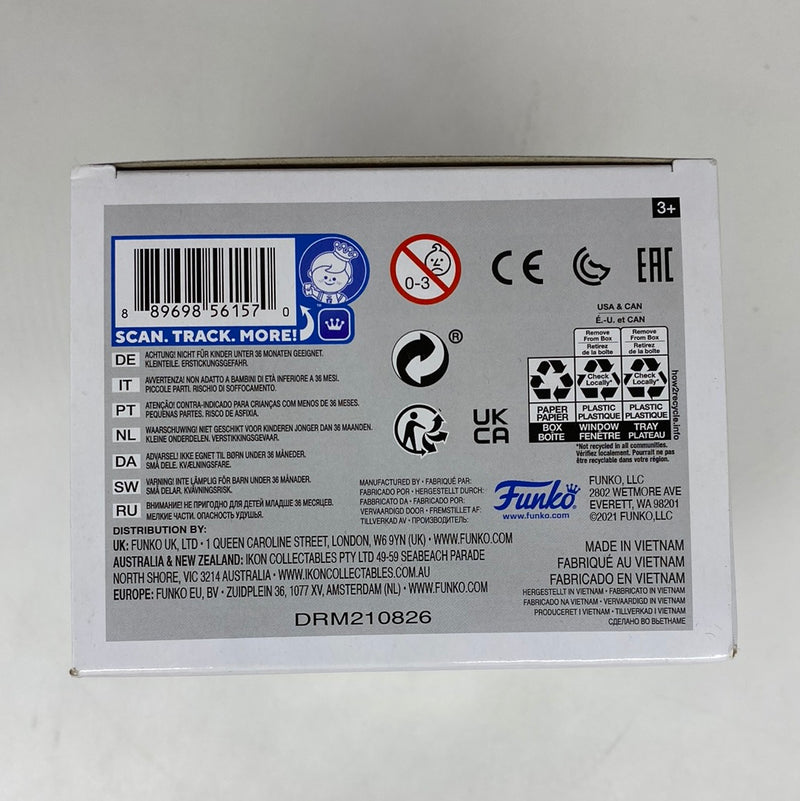 3+
8 89698 56157 0
SCAN. TRACK. MORE!
™
0-3
CE
EAC
®
UK
CA
USA & CAN
É.-U. et CAN
Remove From Box
Retirez de la boîte
Remove From Box
Retirez de la boîte
Check Locally*
Check Locally*
PAPER
PAPIER
BOX
BOÎTE
PLASTIC
PLASTIQUE
WINDOW
FENÊTRE
PLASTIC
PLASTIQUE
TRAY
PLATEAU
*Not recycled in all communities.
Vérifiez localement. Pourrait ne pas
être recyclable dans votre région.
how2recycle.info
DE ACHTUNG! NICHT FÜR KINDER UNTER 36 MONATEN GEEIGNET.
KLEINTEILE. ERSTICKUNGSGEFAHR.
IT AVVERTENZA! NON ADATTO A BAMBINI DI ETÀ INFERIORE A 36 MESI.
PICCOLE PARTI. RISCHIO DI SOFFOCAMENTO.
PT ATENÇÃO! CONTRA-INDICADO PARA CRIANÇAS COM MENOS DE 36 MESES.
PEQUENAS PARTES. RISCO DE ASFIXIA.
NL WAARSCHUWING! NIET GESCHIKT VOOR KINDEREN JONGER DAN 36 MAANDEN.
KLEINE ONDERDELEN. VERSTIKKINGSGEVAAR.
DA ADVARSEL! IKKE EGNET TIL BØRN UNDER 36 MÅNEDER.
SMÅ DELE. KVÆLNINGSFARE.
SW VARNING! INTE LÄMPLIG FÖR BARN UNDER 36 MÅNADER.
SMÅ DELAR. KVÄVNINGSRISK.
RU ВНИМАНИЕ! НЕ ПРИГОДНО ДЛЯ ДЕТЕЙ МЛАДШЕ 36 МЕСЯЦЕВ.
МЕЛКИЕ ЧАСТИ. ОПАСНОСТЬ УДУШЬЯ.
MANUFACTURED BY • FABRIQUÉ PAR:
FABRICADO POR • HERGESTELLT DURCH:
FABBRICATO DA • FABRICADO POR:
VERVAARDIGD DOOR • FREMSTILLET AF:
TILLVERKAD AV • ПРОИЗВОДИТЕЛЬ:
Funko
www.funko.com
FUNKO, LLC
2802 WETMORE AVE
EVERETT, WA 98201
©2021 FUNKO,LLC
DISTRIBUTION BY:
UK: FUNKO UK, LTD • 1 QUEEN CAROLINE STREET, LONDON, W6 9YN (UK) • WWW.FUNKO.COM
AUSTRALIA & NEW ZEALAND: IKON COLLECTABLES PTY LTD 49-59 SEABEACH PARADE
NORTH SHORE, VIC 3214 AUSTRALIA • WWW.IKONCOLLECTABLES.COM.AU
EUROPE: FUNKO EU, BV • ZUIDPLEIN 36, 1077 XV, AMSTERDAM (NL) • WWW.FUNKO.COM
MADE IN VIETNAM
FABRIQUÉ AU VIETNAM
FABRICADO EN VIETNAM
HERGESTELLT IN VIETNAM • FABBRICATO IN VIETNAM
FABRICADO NA VIETNAM • VERVAARDIGD IN VIETNAM
PRODUCERET I VIETNAM • TILLVERKAD I VIETNAM
СДЕЛАНО ВО ВЬЕТНАМЕ
DRM210826